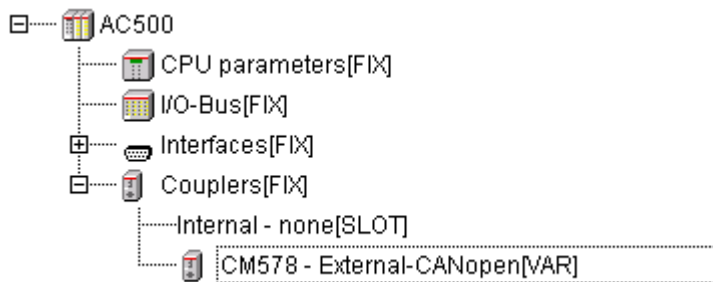 AC500
CPU parameters[FIX]
I/O-Bus[FIX]
Interfaces[FIX]
Couplers[FIX]
Internal - none[SLOT]
CM578 - External-CANopen[VAR]